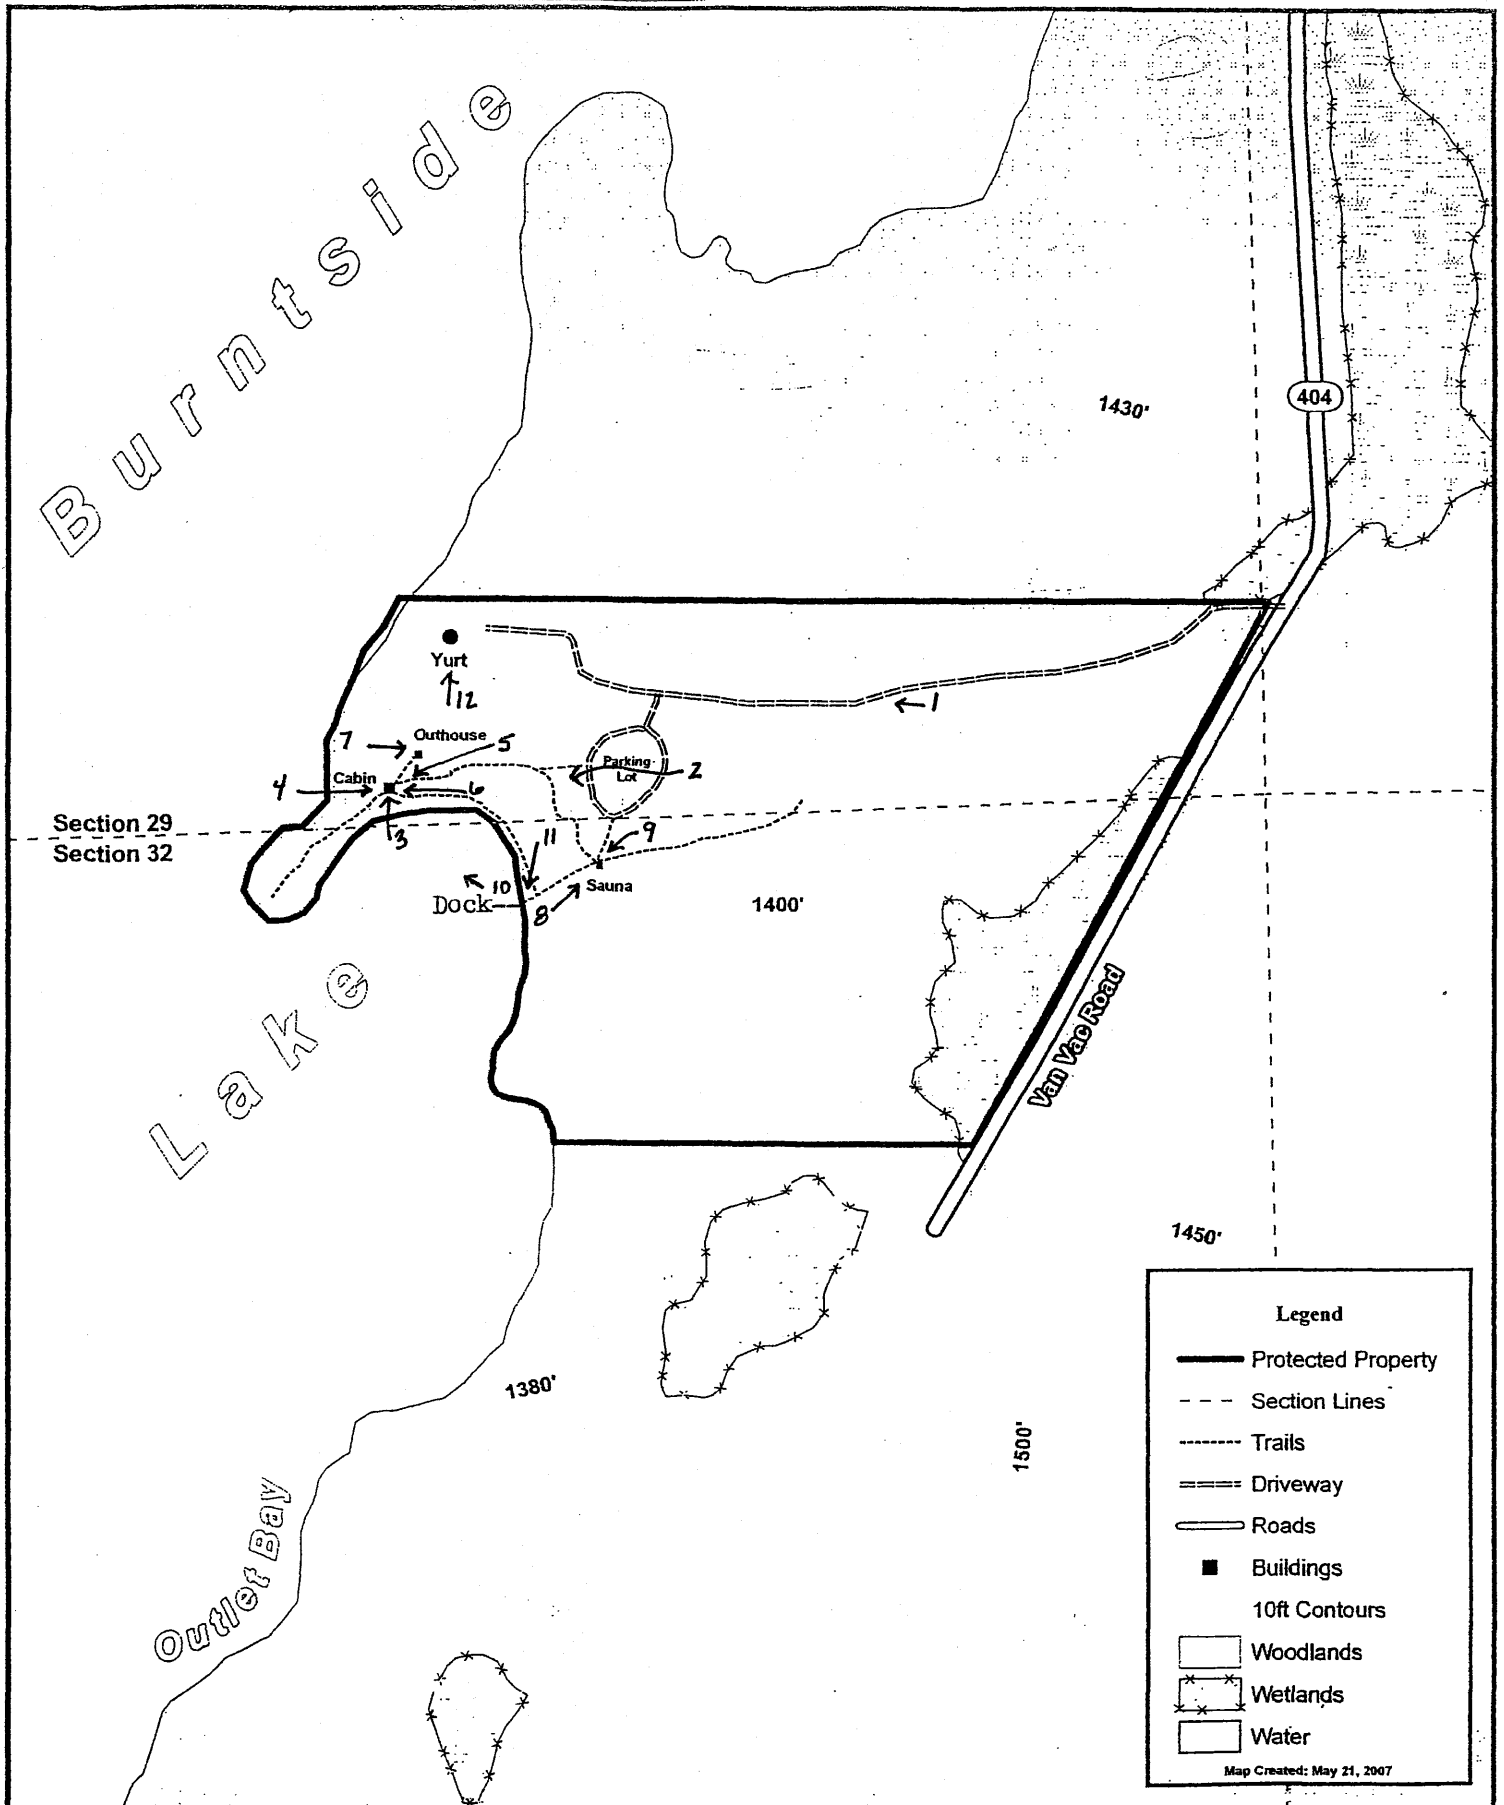 Burntside
404
1430'
Yurt
12
1
7
Outhouse
5
Parking
Lot
2
4
Cabin
6
Section 29
Section 32
3
11
9
10
Sauna
Dock
8
1400'
Lake
Van Vac Road
1450'
1380'
1500'
Outlet Bay
Legend
Protected Property
Section Lines
Trails
Driveway
Roads
Buildings
10ft Contours
Woodlands
Wetlands
Water
Map Created: May 21, 2007